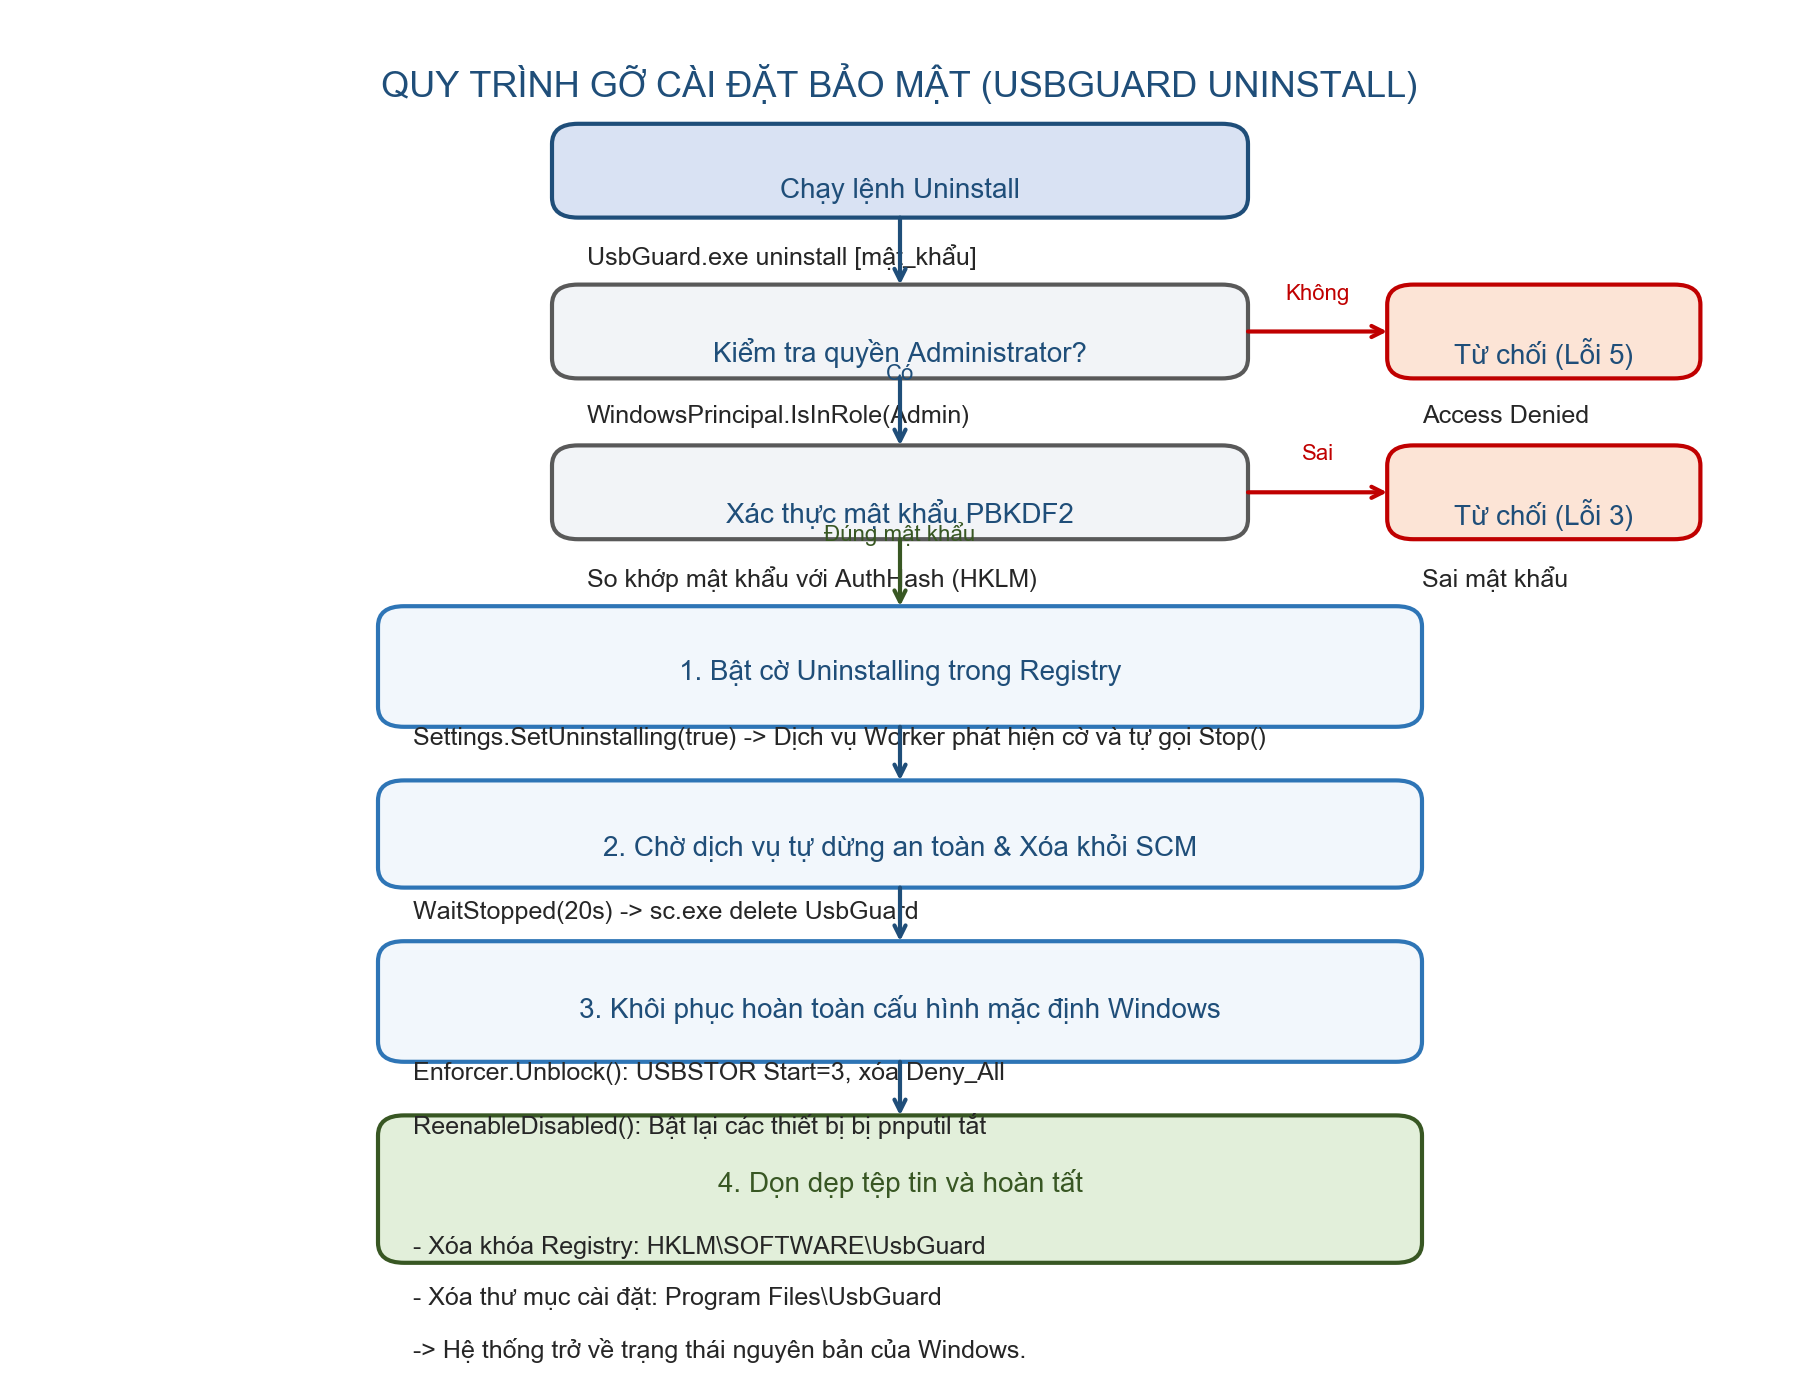 QUY TRÌNH GỠ CÀI ĐẶT BẢO MẬT (USBGUARD UNINSTALL)
Chạy lệnh Uninstall
UsbGuard.exe uninstall [mật_khẩu]
Kiểm tra quyền Administrator?
Không
Từ chối (Lỗi 5)
Có
WindowsPrincipal.IsInRole(Admin)
Access Denied
Xác thực mật khẩu PBKDF2
Sai
Từ chối (Lỗi 3)
Đúng mật khẩu
So khớp mật khẩu với AuthHash (HKLM)
Sai mật khẩu
1. Bật cờ Uninstalling trong Registry
Settings.SetUninstalling(true) -> Dịch vụ Worker phát hiện cờ và tự gọi Stop()
2. Chờ dịch vụ tự dừng an toàn & Xóa khỏi SCM
WaitStopped(20s) -> sc.exe delete UsbGuard
3. Khôi phục hoàn toàn cấu hình mặc định Windows
Enforcer.Unblock(): USBSTOR Start=3, xóa Deny_All
ReenableDisabled(): Bật lại các thiết bị bị pnputil tắt
4. Dọn dẹp tệp tin và hoàn tất
- Xóa khóa Registry: HKLM\SOFTWARE\UsbGuard
- Xóa thư mục cài đặt: Program Files\UsbGuard
-> Hệ thống trở về trạng thái nguyên bản của Windows.